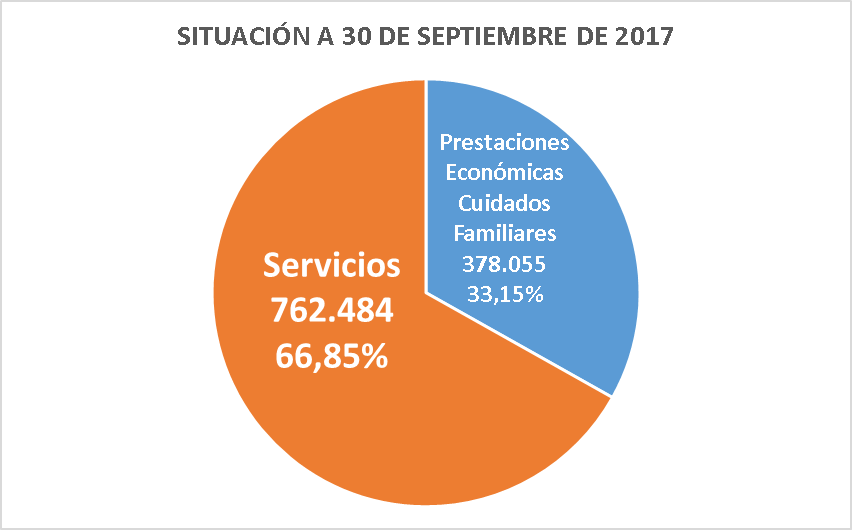 SITUACIÓN A 30 DE SEPTIEMBRE DE 2017
Prestaciones
Económicas
Cuidados
Familiares
378.055
33,15%
Servicios
762.484
66,85%